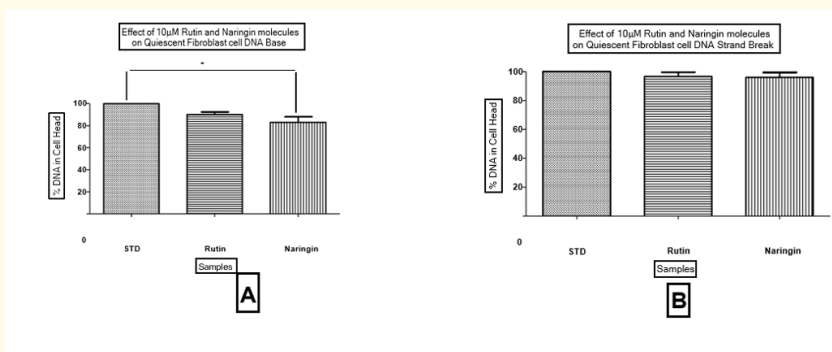 Effect of 10µM Rutin and Naringin molecules
on Quiescent Fibroblast cell DNA Base
% DNA in Cell Head
100
80
60
40
20
0
STD
Rutin
Naringin
Samples
A
Effect of 10µM Rutin and Naringin molecules
on Quiescent Fibroblast cell DNA Strand Break
% DNA in Cell Head
100
80
60
40
20
0
STD
Rutin
Naringin
Samples
B